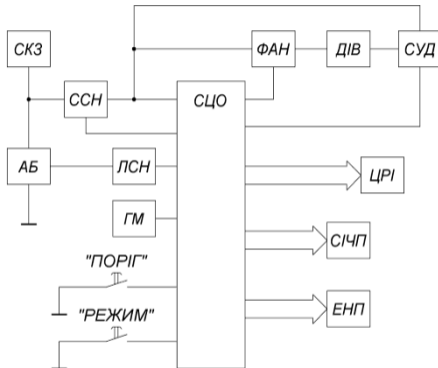 СКЗ
ФАН
ДІВ
СУД
ССН
СЦО
АБ
ЛСН
ЦРІ
ГМ
СІЧП
"ПОРІГ"
ЕНП
"РЕЖИМ"